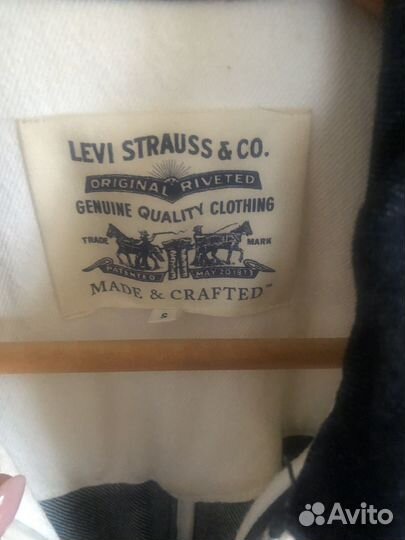 LEVI STRAUSS & CO.
ORIGINAL RIVETED
GENUINE QUALITY CLOTHING
TRADE MARK
PATENTED MAY 20 1873
MADE & CRAFTED™
S
Avito